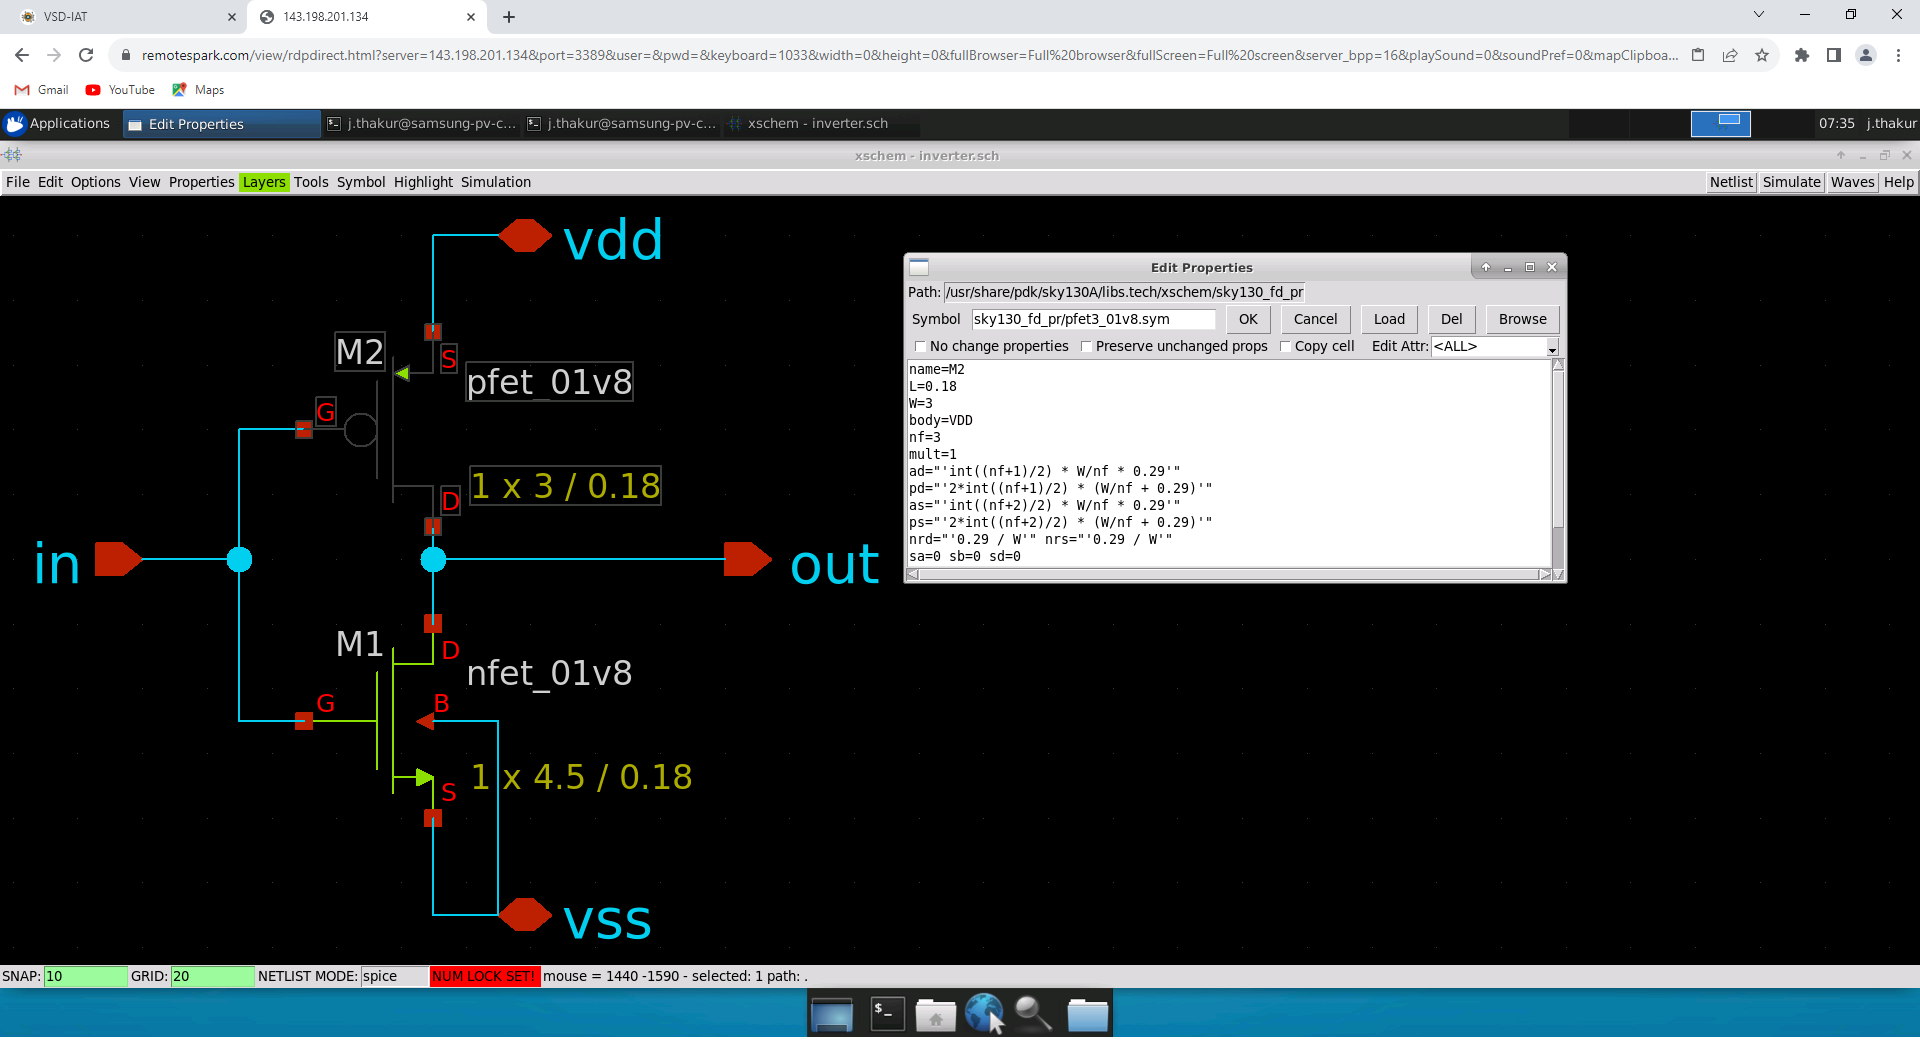 VSD-IAT
143.198.201.134
remotespark.com/view/rdpdirect.html?server=143.198.201.134&port=3389&user=&pwd=&keyboard=1033&width=0&height=0&fullBrowser=Full%20browser&fullScreen=Full%20screen&server_bpp=16&playSound=0&soundPref=0&mapClipboa...
Gmail YouTube Maps
Applications Edit Properties j.thakur@samsung-pv-c... j.thakur@samsung-pv-c... xschem - inverter.sch 07:35 j.thakur
xschem - inverter.sch
File Edit Options View Properties Layers Tools Symbol Highlight Simulation Netlist Simulate Waves Help
vdd
M2
S
pfet_01v8
G
1 x 3 / 0.18
D
in
out
M1
D
nfet_01v8
G
B
1 x 4.5 / 0.18
S
vss
Edit Properties
Path: /usr/share/pdk/sky130A/libs.tech/xschem/sky130_fd_pr
Symbol sky130_fd_pr/pfet3_01v8.sym OK Cancel Load Del Browse
No change properties Preserve unchanged props Copy cell Edit Attr: <ALL>
name=M2
L=0.18
W=3
body=VDD
nf=3
mult=1
ad="'int((nf+1)/2) * W/nf * 0.29'"
pd="'2*int((nf+1)/2) * (W/nf + 0.29)'"
as="'int((nf+2)/2) * W/nf * 0.29'"
ps="'2*int((nf+2)/2) * (W/nf + 0.29)'"
nrd="'0.29 / W'" nrs="'0.29 / W'"
sa=0 sb=0 sd=0
SNAP: 10 GRID: 20 NETLIST MODE: spice NUM LOCK SET! mouse = 1440 -1590 - selected: 1 path: .
$_